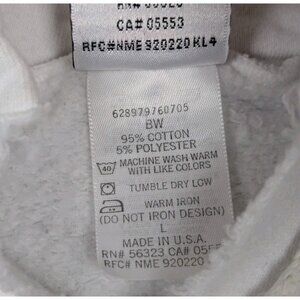 CA# 05553
RFC#NME 920220 KL4
628979760705
BW
95% COTTON
5% POLYESTER
40 MACHINE WASH WARM
WITH LIKE COLORS
TUMBLE DRY LOW
WARM IRON
(DO NOT IRON DESIGN)
L
MADE IN U.S.A.
RN# 56323 CA# 055
RFC# NME 920220